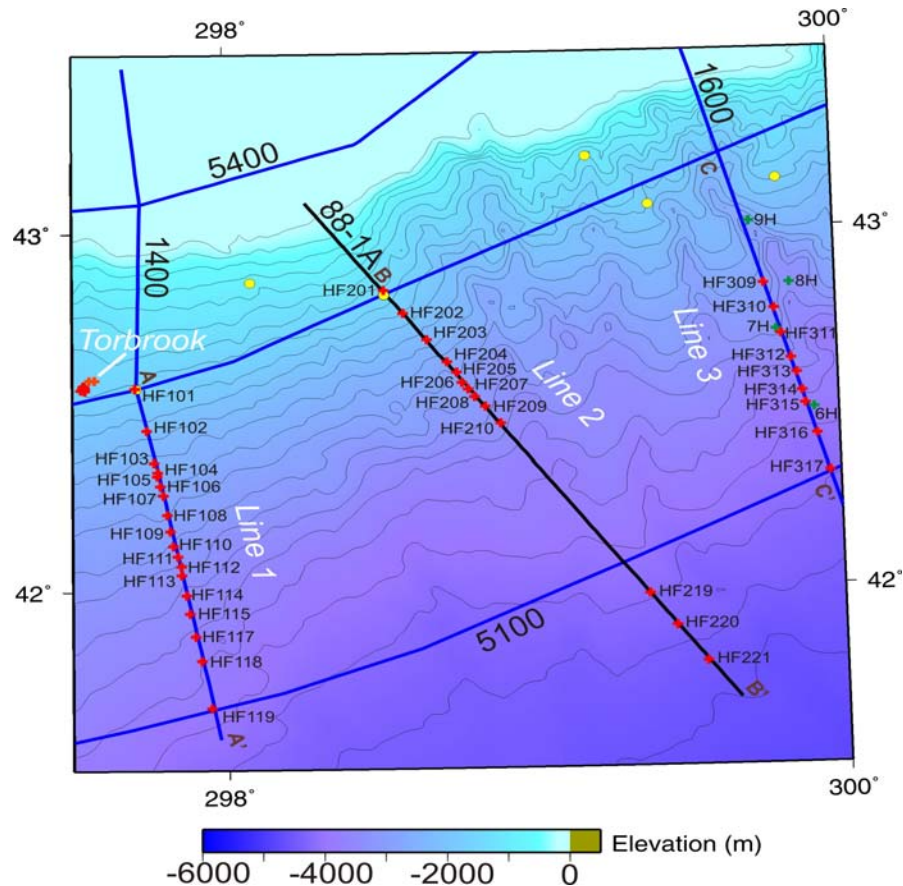 298°
300°
5400
1600
C
88-1A
9H
43°
43°
1400
B
HF201
HF309
8H
HF202
HF310
7H
HF311
Torbrook
HF203
HF312
Line 3
HF204
HF205
HF313
A
HF101
HF206
HF207
Line 2
HF314
HF208
HF209
HF315
6H
HF210
HF102
HF316
HF103
HF104
HF317
HF105
HF106
C'
HF107
HF108
HF109
Line 1
HF110
HF111
HF112
HF113
42°
42°
HF114
HF219
HF115
5100
HF220
HF117
HF118
HF221
B'
HF119
A'
298°
300°
Elevation (m)
-6000
-4000
-2000
0